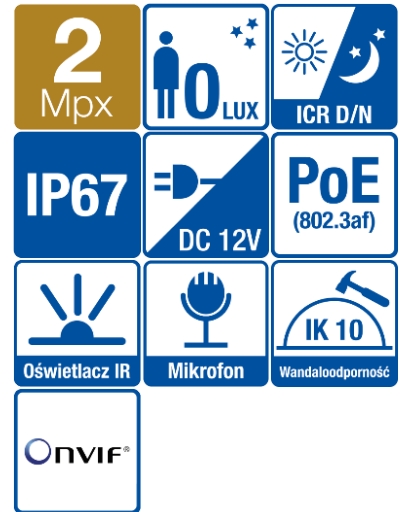 2
Mpx
0 LUX
ICR D/N
IP67
DC 12V
PoE
(802.3af)
Oświetlacz IR
Mikrofon
IK 10
Wandaloodporność
ONVIF®